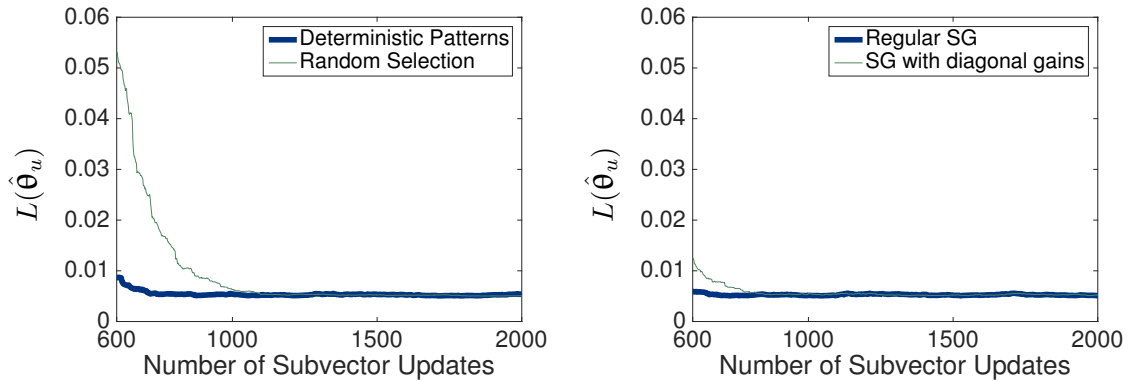 0.06
0.05
0.04
0.03
0.02
0.01
0
L(θ̂_u)
Deterministic Patterns
Random Selection
600
1000
1500
2000
Number of Subvector Updates
0.06
0.05
0.04
0.03
0.02
0.01
0
L(θ̂_u)
Regular SG
SG with diagonal gains
600
1000
1500
2000
Number of Subvector Updates